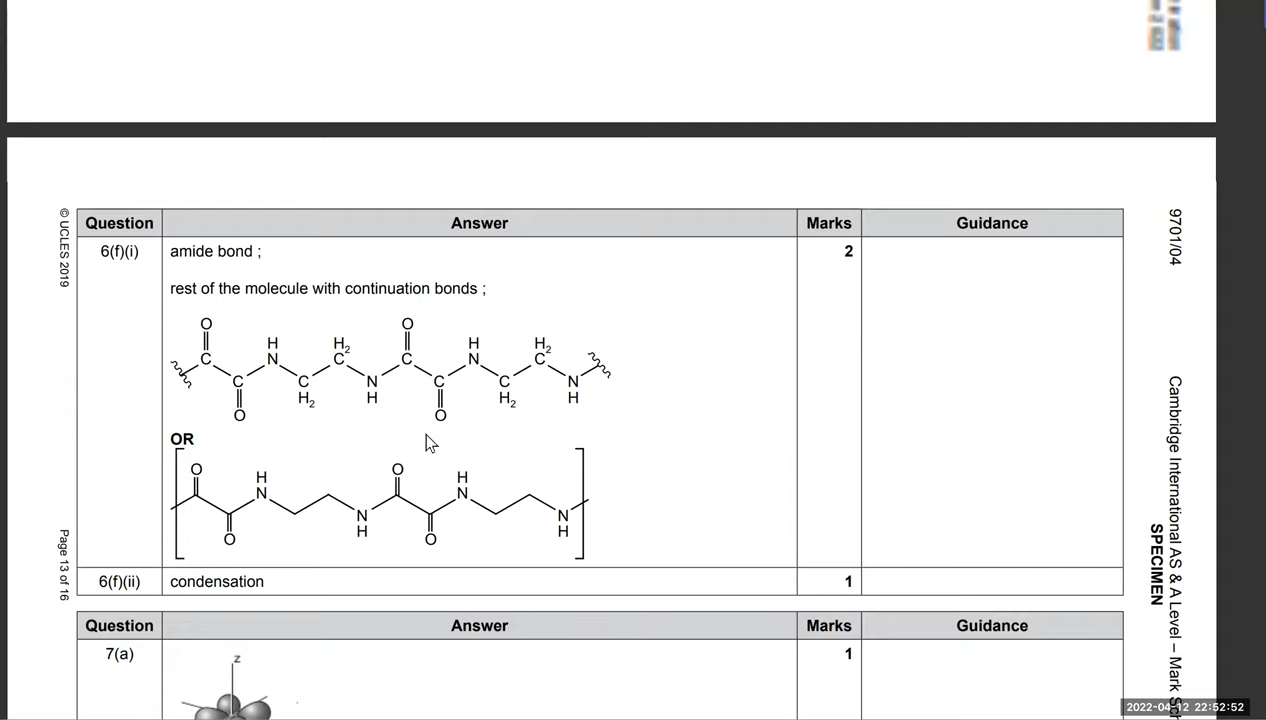 Question Answer Marks Guidance
6(f)(i) amide bond ; 2
rest of the molecule with continuation bonds ;
O O
H H2 H H2
N C C N C
C C C N C C N
O H2 H O H2 H
OR
O O
H H
N N
N N
O H O H
6(f)(ii) condensation 1
Question Answer Marks Guidance
7(a) 1
z
© UCLES 2019
Page 13 of 16
9701/04
Cambridge International AS & A Level – Mark
SPECIMEN
2022-04-12 22:52:52